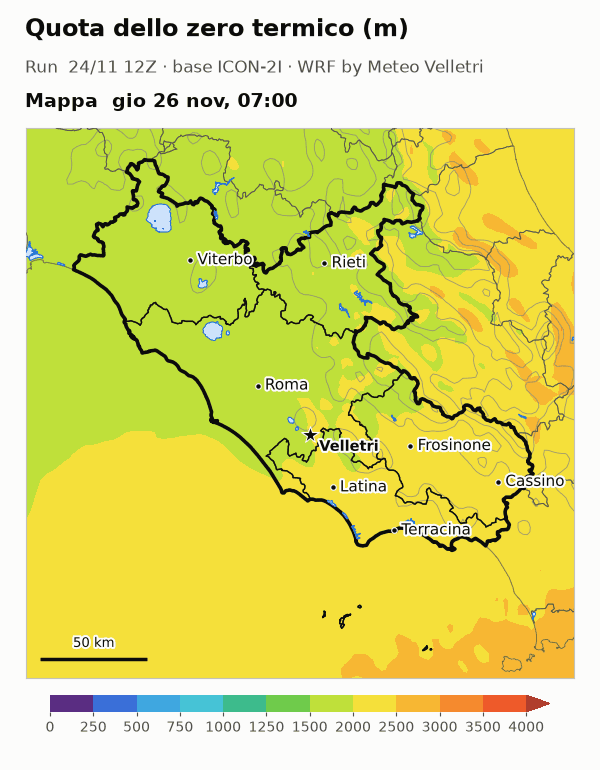 Quota dello zero termico (m)
Run 24/11 12Z · base ICON-2I · WRF by Meteo Velletri
Mappa gio 26 nov, 07:00
Viterbo
Rieti
Roma
Velletri
Frosinone
Latina
Cassino
Terracina
50 km
0 250 500 750 1000 1250 1500 2000 2500 3000 3500 4000